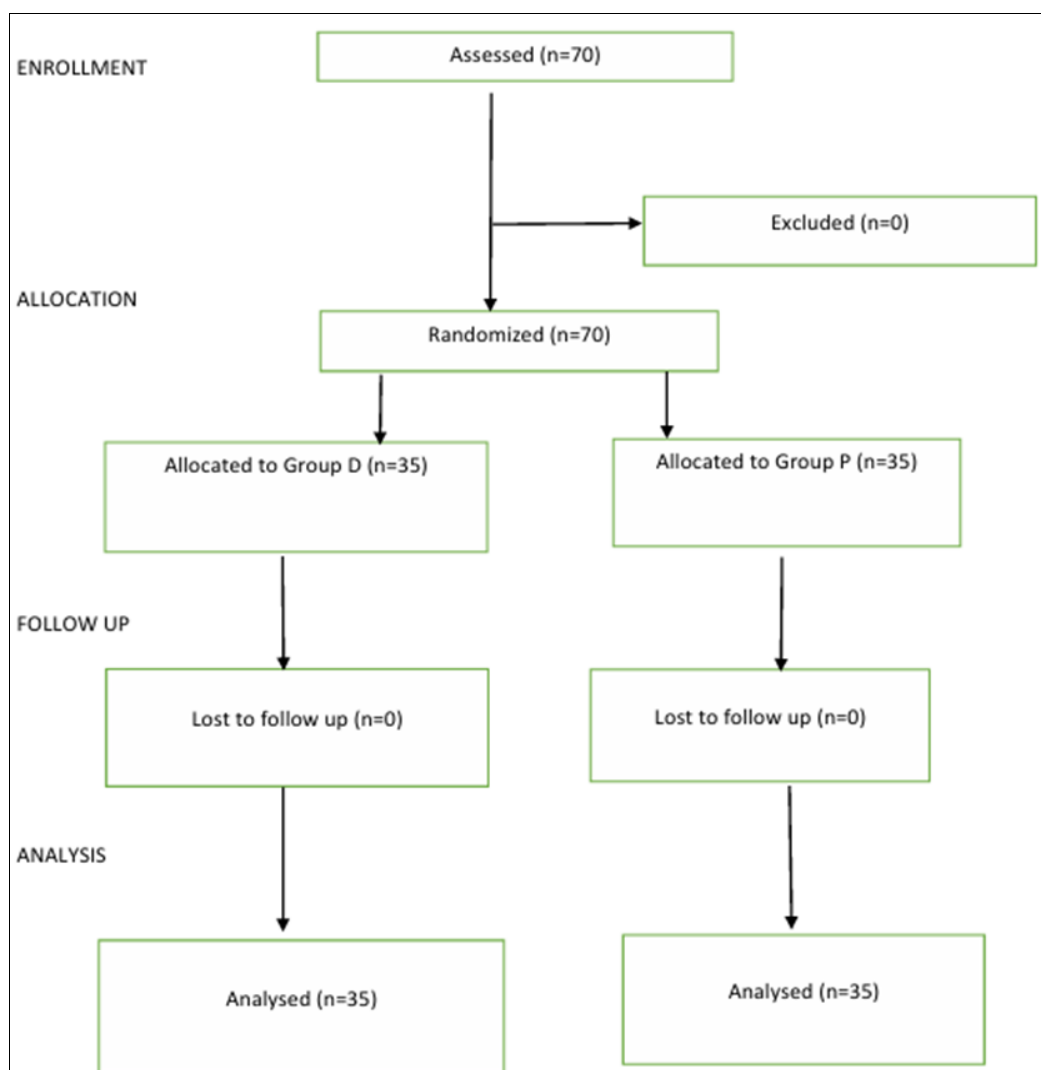 Assessed (n=70)
ENROLLMENT
Excluded (n=0)
ALLOCATION
Randomized (n=70)
Allocated to Group D (n=35)
Allocated to Group P (n=35)
FOLLOW UP
Lost to follow up (n=0)
Lost to follow up (n=0)
ANALYSIS
Analysed (n=35)
Analysed (n=35)